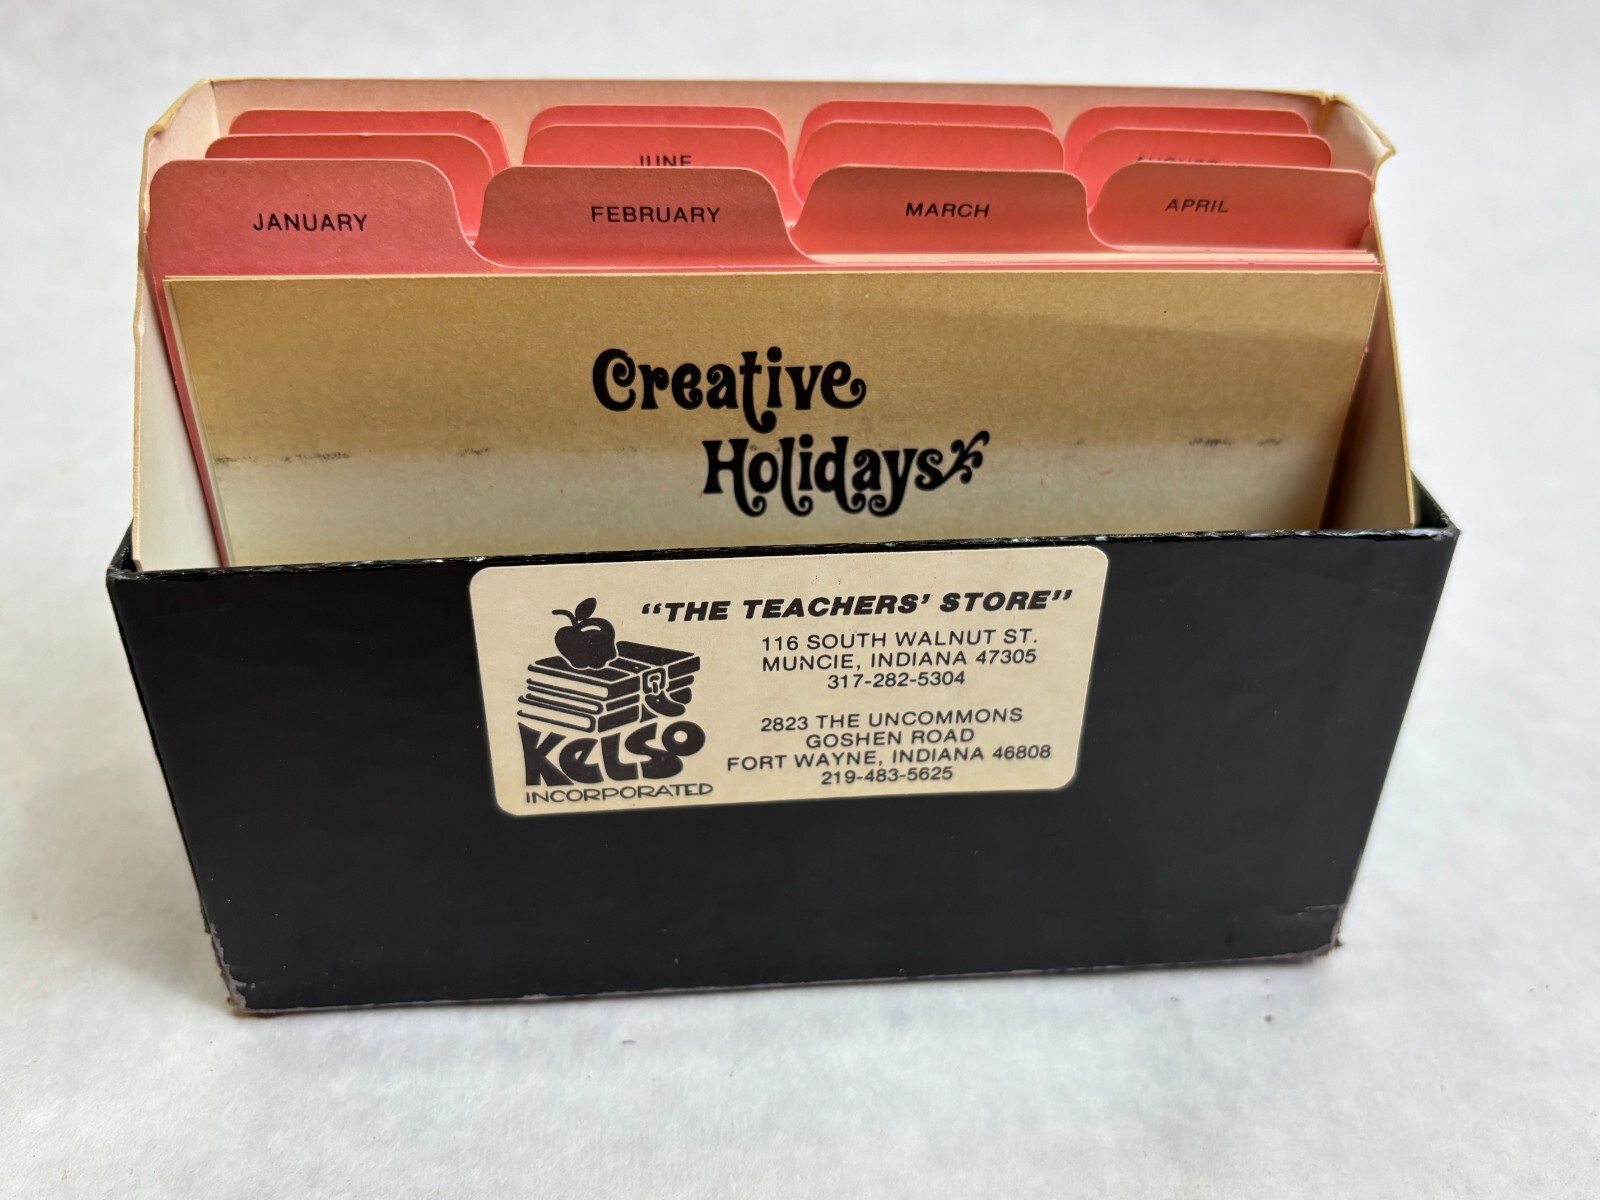 JUNE
JANUARY
FEBRUARY
MARCH
APRIL
Creative
Holidays
"THE TEACHERS' STORE"
116 SOUTH WALNUT ST.
MUNCIE, INDIANA 47305
317-282-5304
2823 THE UNCOMMONS
GOSHEN ROAD
FORT WAYNE, INDIANA 46808
219-483-5625
KELSO
INCORPORATED